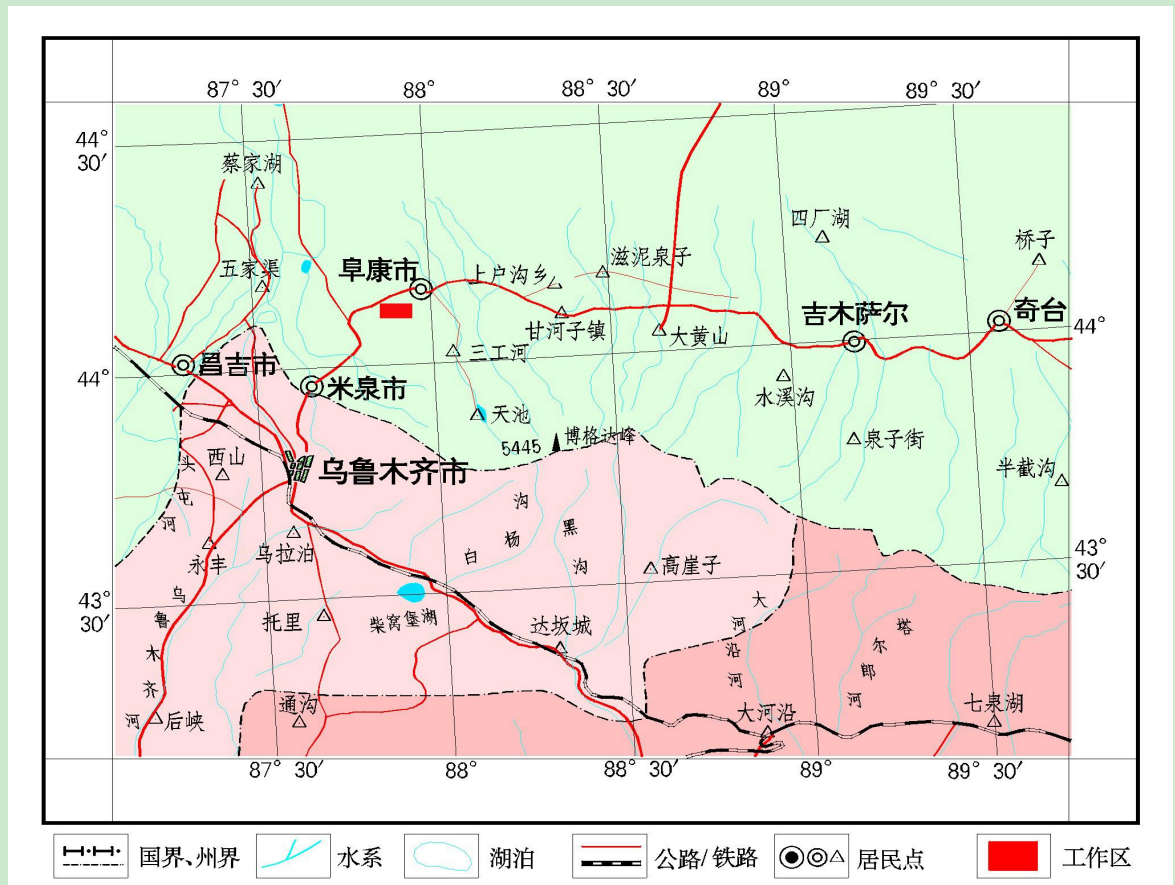 87° 30′
88°
88° 30′
89°
89° 30′
44°
30′
蔡家湖
四厂湖
桥子
五家渠
阜康市
上户沟乡
滋泥泉子
吉木萨尔
奇台
甘河子镇
大黄山
44°
昌吉市
44°
米泉市
三工河
水溪沟
天池
5445
博格达峰
泉子街
西山
乌鲁木齐市
半截沟
头屯河
沟
黑
杨
沟
白
永丰
乌拉泊
高崖子
43°
30′
43°
30′
乌鲁木齐河
托里
柴窝堡湖
达坂城
大河沿河
塔尔郎河
后峡
通沟
大河沿
七泉湖
87° 30′
88°
88° 30′
89°
89° 30′
国界、州界
水系
湖泊
公路/铁路
居民点
工作区